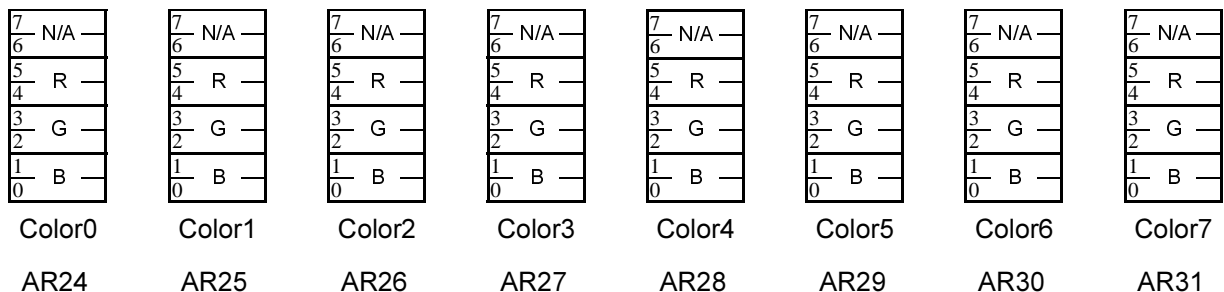 7 7 7 7 7 7 7 7
N/A N/A N/A N/A N/A N/A N/A N/A
6 6 6 6 6 6 6 6
5 5 5 5 5 5 5 5
R R R R R R R R
4 4 4 4 4 4 4 4
3 3 3 3 3 3 3 3
G G G G G G G G
2 2 2 2 2 2 2 2
1 1 1 1 1 1 1 1
B B B B B B B B
0 0 0 0 0 0 0 0
Color0 Color1 Color2 Color3 Color4 Color5 Color6 Color7
AR24 AR25 AR26 AR27 AR28 AR29 AR30 AR31